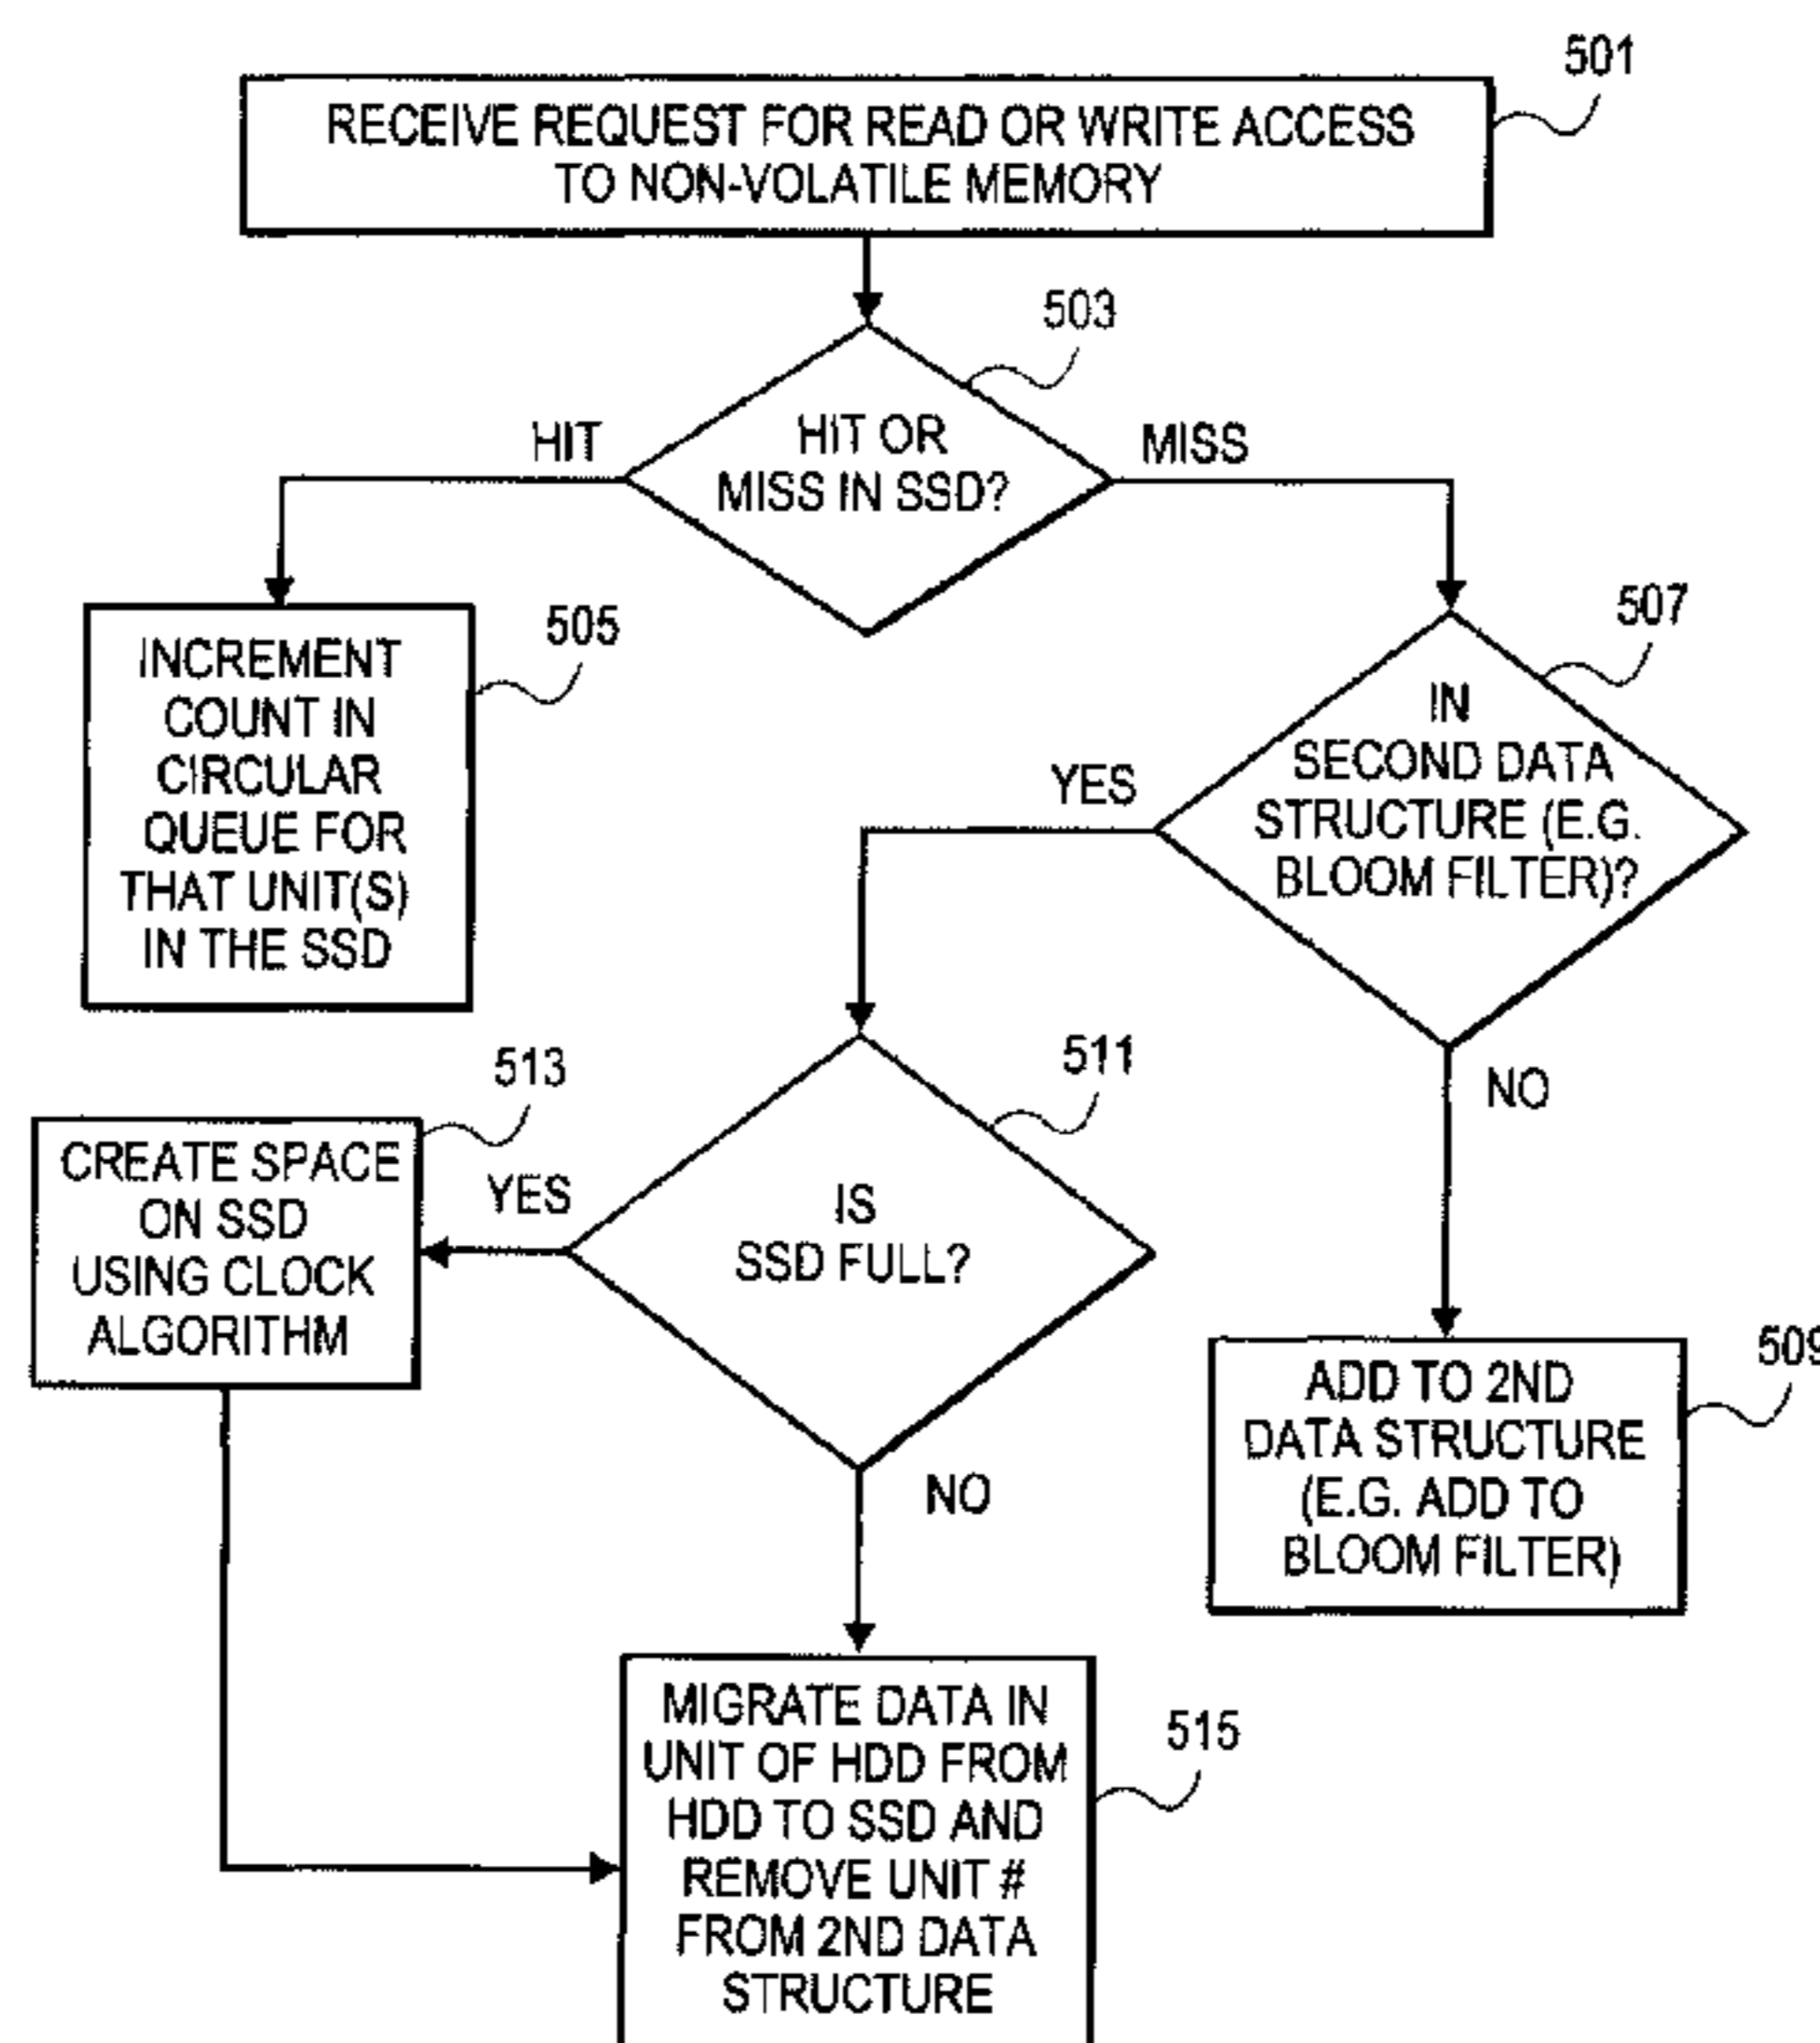 501
RECEIVE REQUEST FOR READ OR WRITE ACCESS
TO NON-VOLATILE MEMORY
503
HIT OR
MISS IN SSD?
HIT
MISS
505
INCREMENT
COUNT IN
CIRCULAR
QUEUE FOR
THAT UNIT(S)
IN THE SSD
507
IN
SECOND DATA
STRUCTURE (E.G.
BLOOM FILTER)?
YES
NO
511
IS
SSD FULL?
YES
NO
513
CREATE SPACE
ON SSD
USING CLOCK
ALGORITHM
509
ADD TO 2ND
DATA STRUCTURE
(E.G. ADD TO
BLOOM FILTER)
515
MIGRATE DATA IN
UNIT OF HDD FROM
HDD TO SSD AND
REMOVE UNIT #
FROM 2ND DATA
STRUCTURE